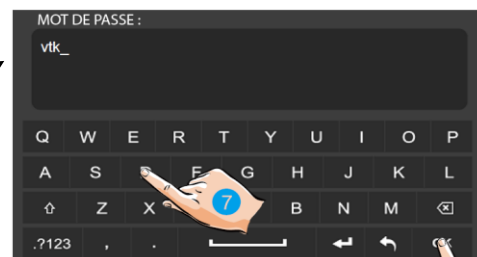 MOT DE PASSE :
vtk_
Q W E R T Y U I O P
A S D F G H J K L
7
Z X B N M
.?123 , . OK